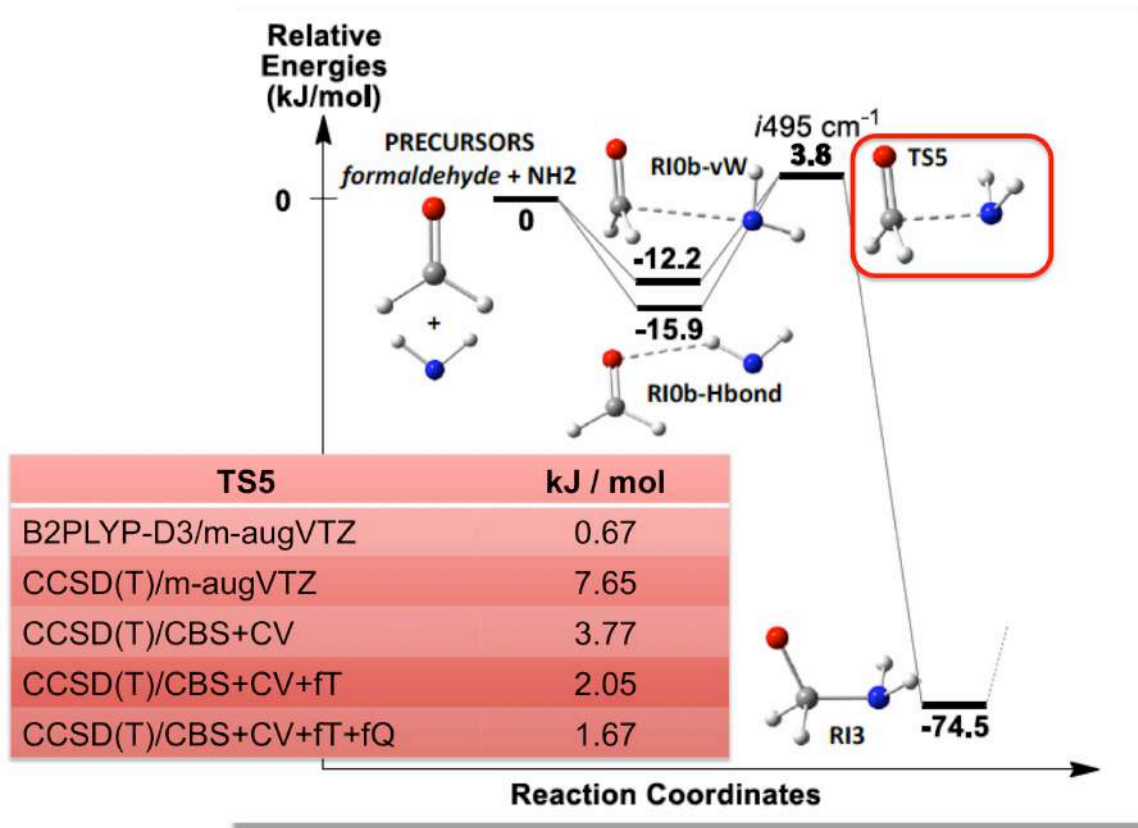 Relative
Energies
(kJ/mol)
PRECURSORS
formaldehyde + NH2
0
0
RI0b-vW
-12.2
-15.9
RI0b-Hbond
i495 cm⁻¹
3.8
TS5
TS5 kJ / mol
B2PLYP-D3/m-augVTZ 0.67
CCSD(T)/m-augVTZ 7.65
CCSD(T)/CBS+CV 3.77
CCSD(T)/CBS+CV+fT 2.05
CCSD(T)/CBS+CV+fT+fQ 1.67
RI3
-74.5
Reaction Coordinates